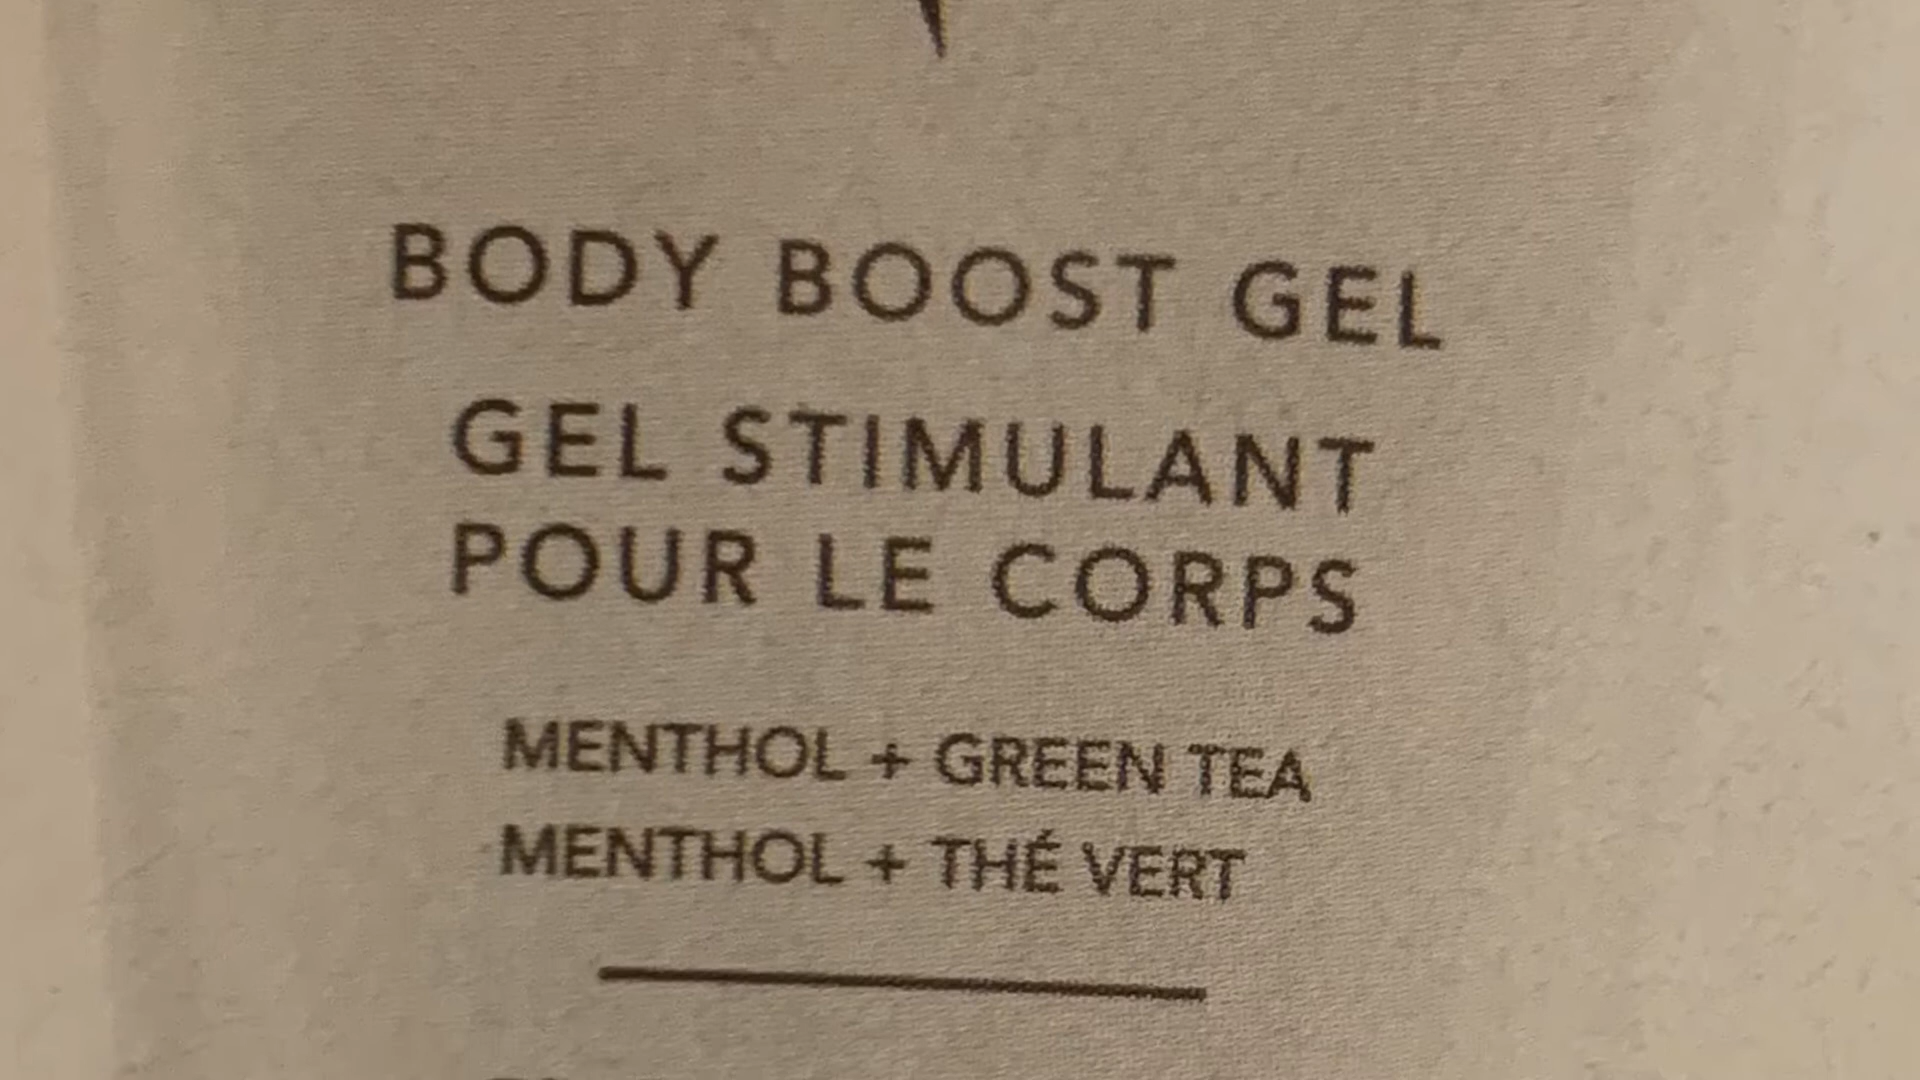 BODY BOOST GEL
GEL STIMULANT
POUR LE CORPS
MENTHOL + GREEN TEA
MENTHOL + THÉ VERT